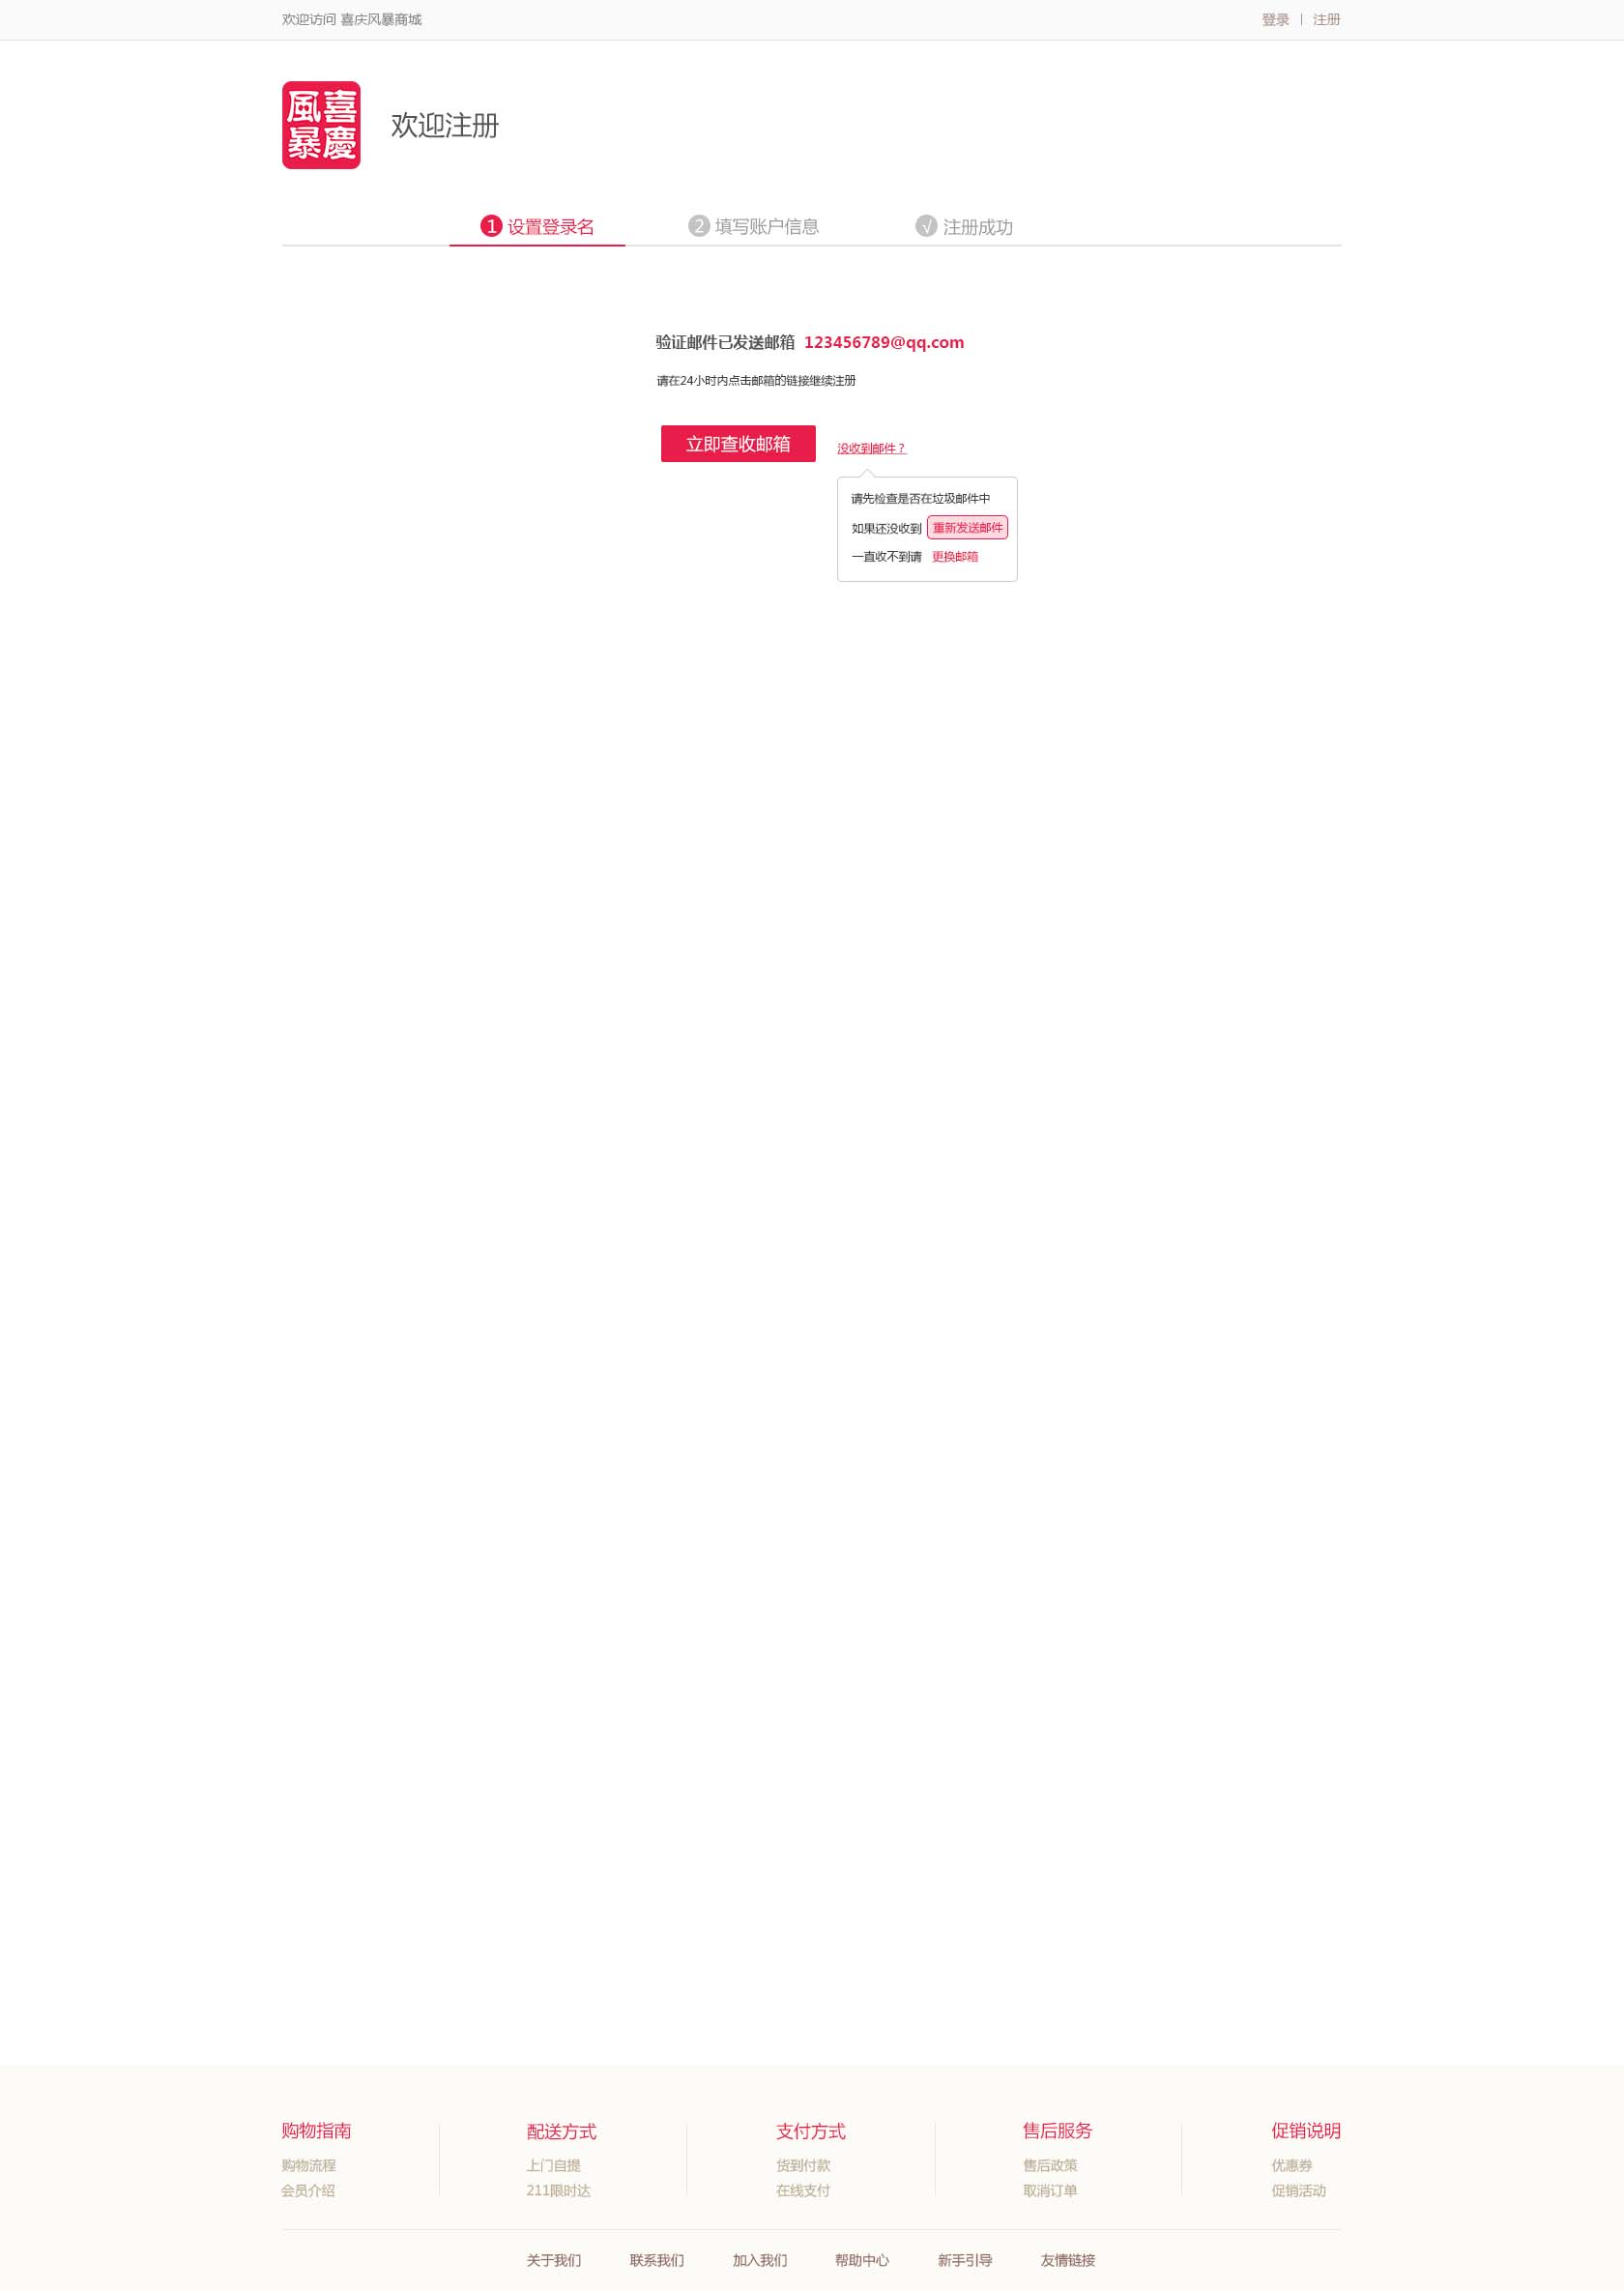 欢迎访问 喜庆风暴商城
登录 | 注册
喜慶風暴
欢迎注册
1 设置登录名
2 填写账户信息
√ 注册成功
验证邮件已发送邮箱 123456789@qq.com
请在24小时内点击邮箱的链接继续注册
立即查收邮箱
没收到邮件？
请先检查是否在垃圾邮件中
如果还没收到 重新发送邮件
一直收不到请 更换邮箱
购物指南
购物流程
会员介绍
配送方式
上门自提
211限时达
支付方式
货到付款
在线支付
售后服务
售后政策
取消订单
促销说明
优惠券
促销活动
关于我们 联系我们 加入我们 帮助中心 新手引导 友情链接